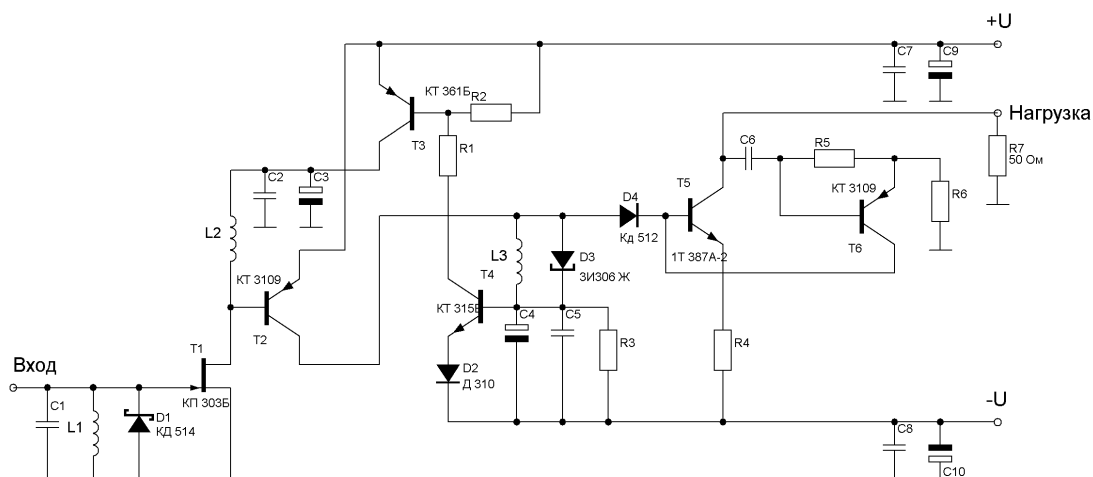 +U
C7
C9
КТ 361Б
R2
Нагрузка
R1
T3
C6
R5
R7
50 Ом
C2
C3
T5
КТ 3109
R6
D4
L2
Кд 512
L3
D3
1Т 387А-2
T6
T4
3И306 Ж
КТ 3109
КТ 315Б
C4
C5
T2
R3
R4
T1
Вход
D2
Д 310
-U
КП 303Б
C1
L1
D1
КД 514
C8
C10